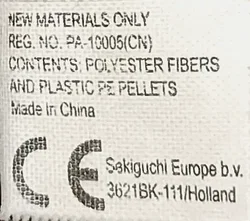 NEW MATERIALS ONLY
REG. NO. PA-10005(CN)
CONTENTS: POLYESTER FIBERS
AND PLASTIC PE PELLETS
Made in China
CE Sekiguchi Europe b.v.
3621BK-111/Holland